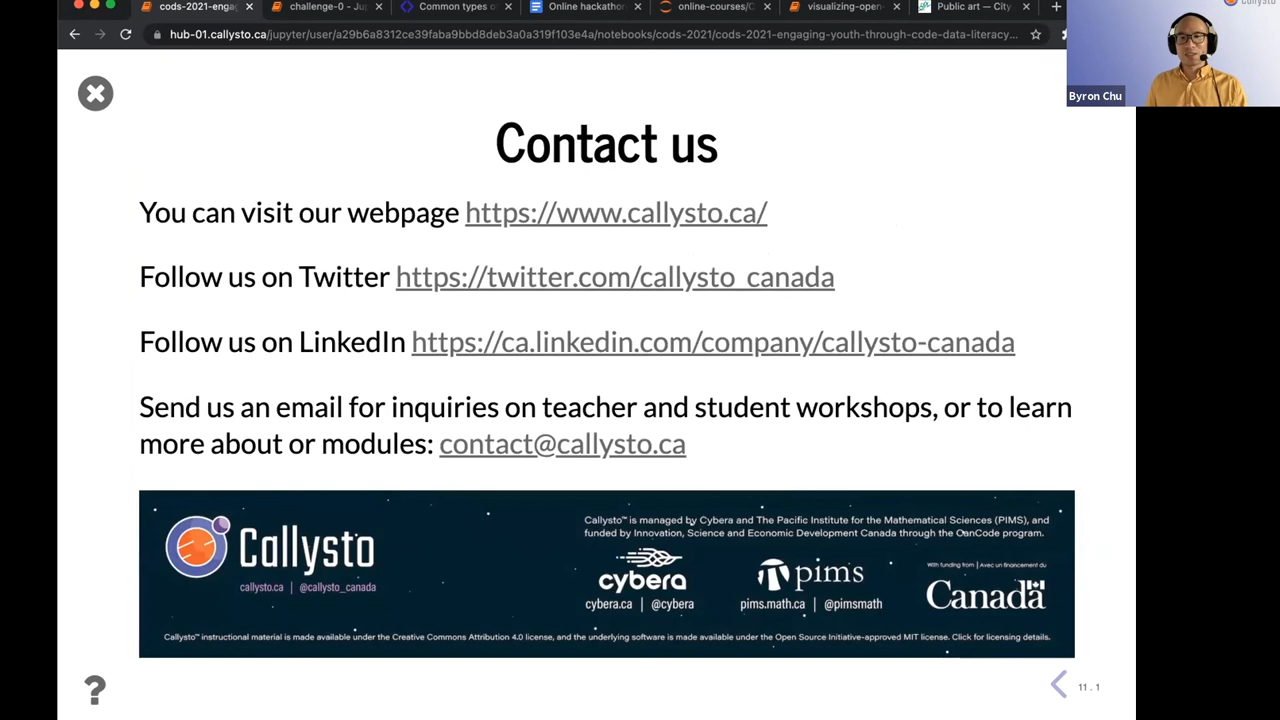 cods-2021-engag
challenge-0 - Jup
Common types o
Online hackathon
online-courses/C
visualizing-open-
Public art — City
hub-01.callysto.ca/jupyter/user/a29b6a8312ce39faba9bbd8deb3a0a319f103e4a/notebooks/cods-2021/cods-2021-engaging-youth-through-code-data-literacy...
Callysto
Byron Chu
Contact us
You can visit our webpage https://www.callysto.ca/
Follow us on Twitter https://twitter.com/callysto_canada
Follow us on LinkedIn https://ca.linkedin.com/company/callysto-canada
Send us an email for inquiries on teacher and student workshops, or to learn
more about or modules: contact@callysto.ca
Callysto™ is managed by Cybera and The Pacific Institute for the Mathematical Sciences (PIMS), and
funded by Innovation, Science and Economic Development Canada through the CanCode program.
Callysto
callysto.ca | @callysto_canada
cybera
cybera.ca | @cybera
pims
pims.math.ca | @pimsmath
With funding from | Avec un financement du
Canada
Callysto™ instructional material is made available under the Creative Commons Attribution 4.0 license, and the underlying software is made available under the Open Source Initiative-approved MIT license. Click for licensing details.
?
11 . 1